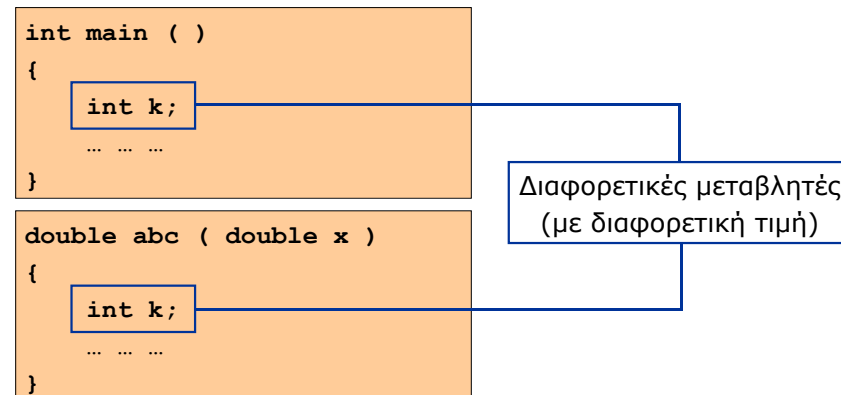 int main ( )
{
int k;
… … …
}
Διαφορετικές μεταβλητές
(με διαφορετική τιμή)
double abc ( double x )
{
int k;
… … …
}